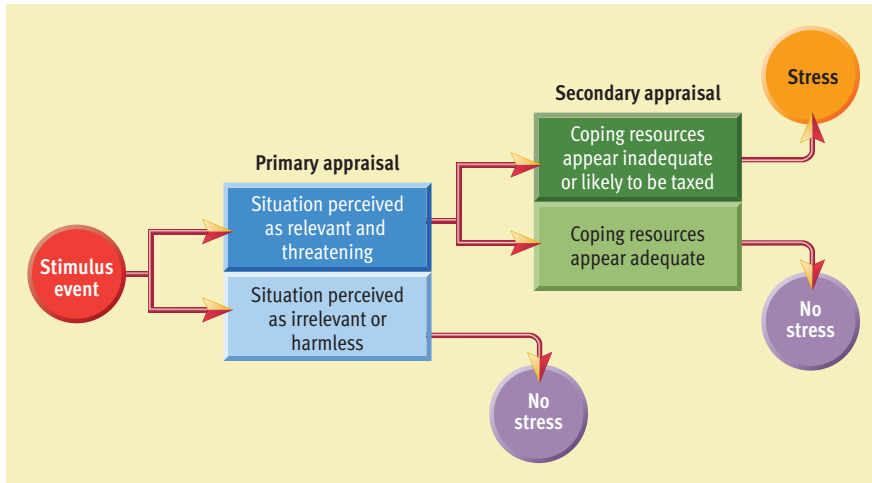 Stimulus
event
Primary appraisal
Situation perceived
as relevant and
threatening
Situation perceived
as irrelevant or
harmless
No
stress
Secondary appraisal
Coping resources
appear inadequate
or likely to be taxed
Coping resources
appear adequate
Stress
No
stress